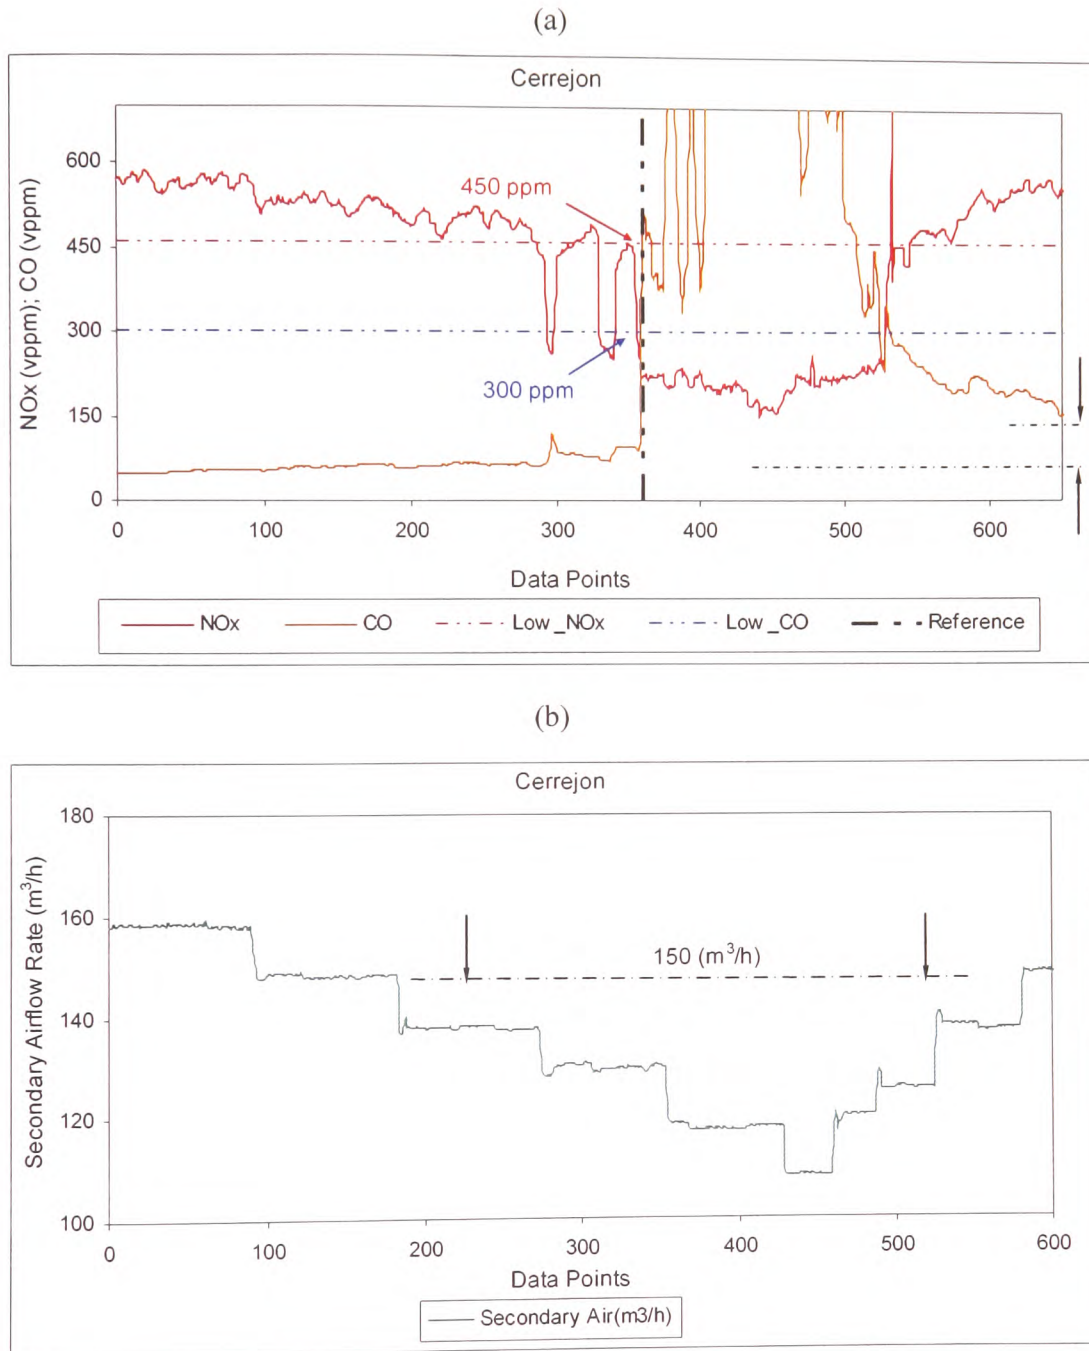 (a)
Cerrejon
NOx (vppm); CO (vppm)
600
450
300
150
0
450 ppm
300 ppm
0 100 200 300 400 500 600
Data Points
NOx CO Low_NOx Low_CO Reference
(b)
Cerrejon
Secondary Airflow Rate (m³/h)
180
160
140
120
100
150 (m³/h)
0 100 200 300 400 500 600
Data Points
Secondary Air(m3/h)